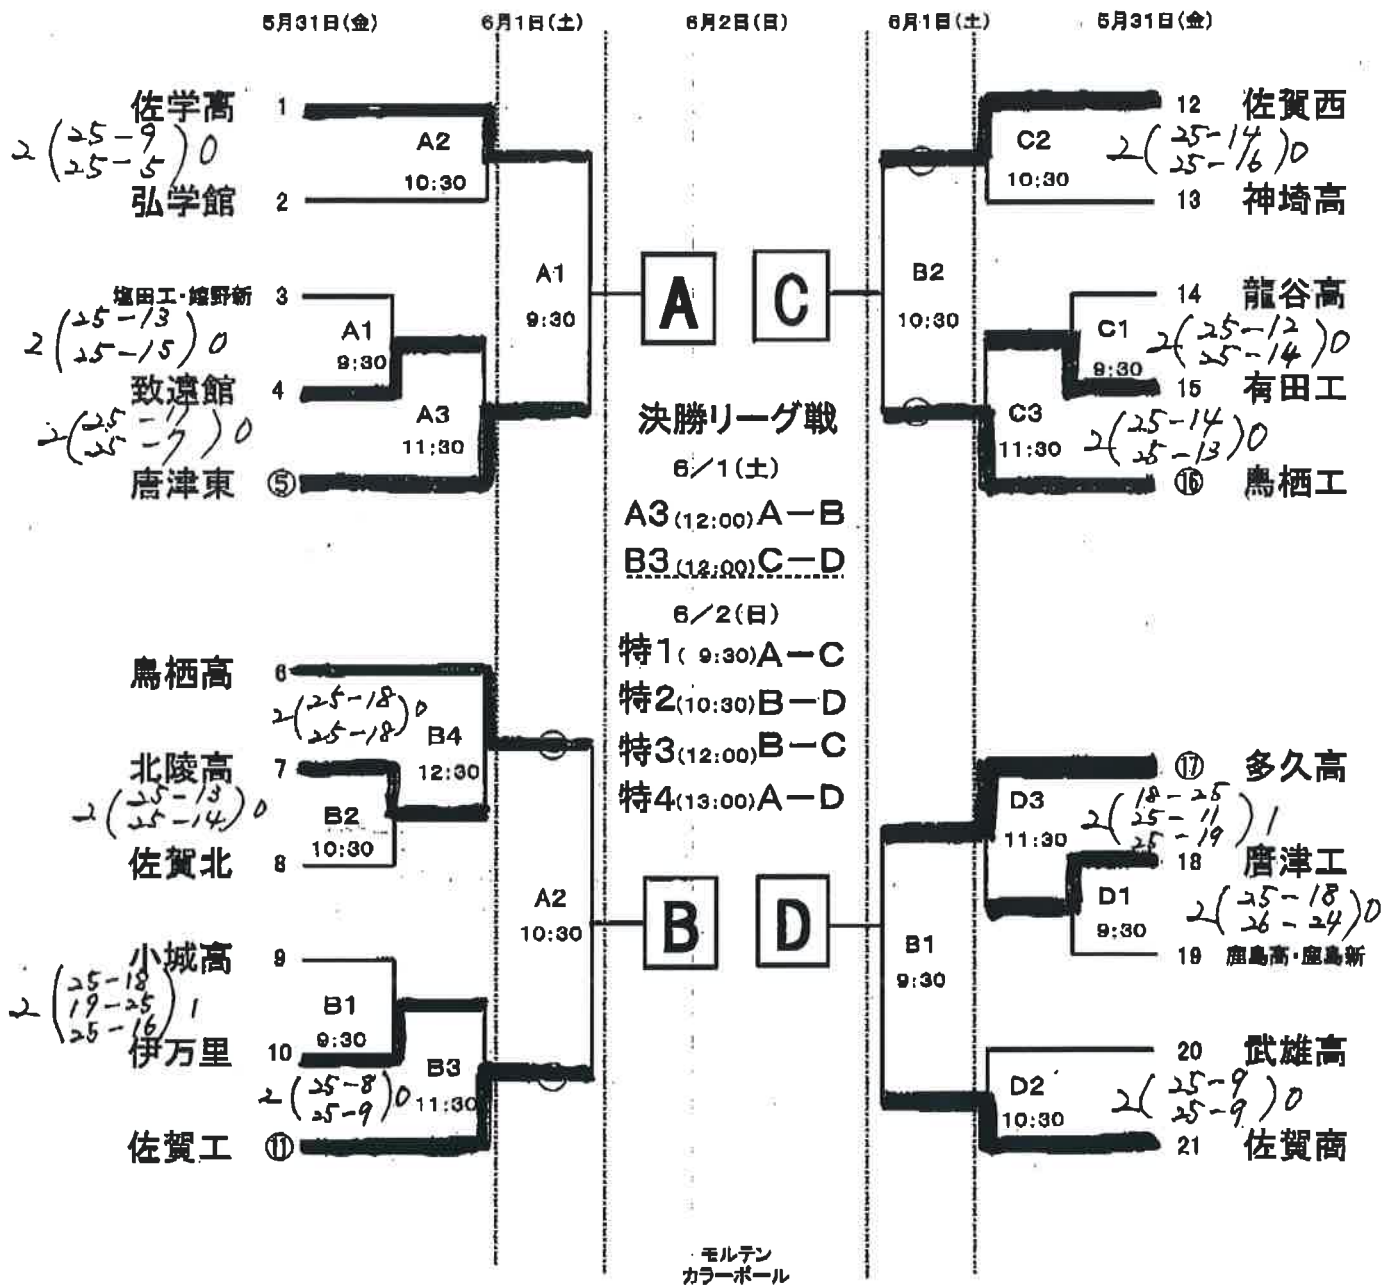 5月31日(金) 6月1日(土) 6月2日(日) 6月1日(土) 5月31日(金)
佐学高 1
2(25-9 25-5)0
A2
10:30
弘学館 2
塩田工・嬉野新 3
2(25-13 25-15)0
A1
9:30
致遠館 4
2(25- 25-7)0
A3
11:30
唐津東 ⑤
A1
9:30
鳥栖高 6
2(25-18 25-18)0
B4
12:30
北陵高 7
2(25-13 25-14)0
B2
10:30
佐賀北 8
小城高 9
2(25-18 19-25 25-16)1
B1
9:30
伊万里 10
2(25-8 25-9)0
B3
11:30
佐賀工 ⑪
A2
10:30
A
C
決勝リーグ戦
6/1(土)
A3(12:00)A-B
B3(12:00)C-D
6/2(日)
特1( 9:30)A-C
特2(10:30)B-D
特3(12:00)B-C
特4(13:00)A-D
B
D
モルテン
カラーボール
12 佐賀西
C2
10:30
2(25-14 25-16)0
13 神埼高
B2
10:30
14 龍谷高
C1
9:30
2(25-12 25-14)0
15 有田工
C3
11:30
2(25-14 25-13)0
⑯ 鳥栖工
⑰ 多久高
D3
11:30
2(18-25 25-11 25-19)1
18 唐津工
D1
9:30
2(25-18 26-24)0
19 鹿島高・鹿島新
B1
9:30
20 武雄高
D2
10:30
2(25-9 25-9)0
21 佐賀商